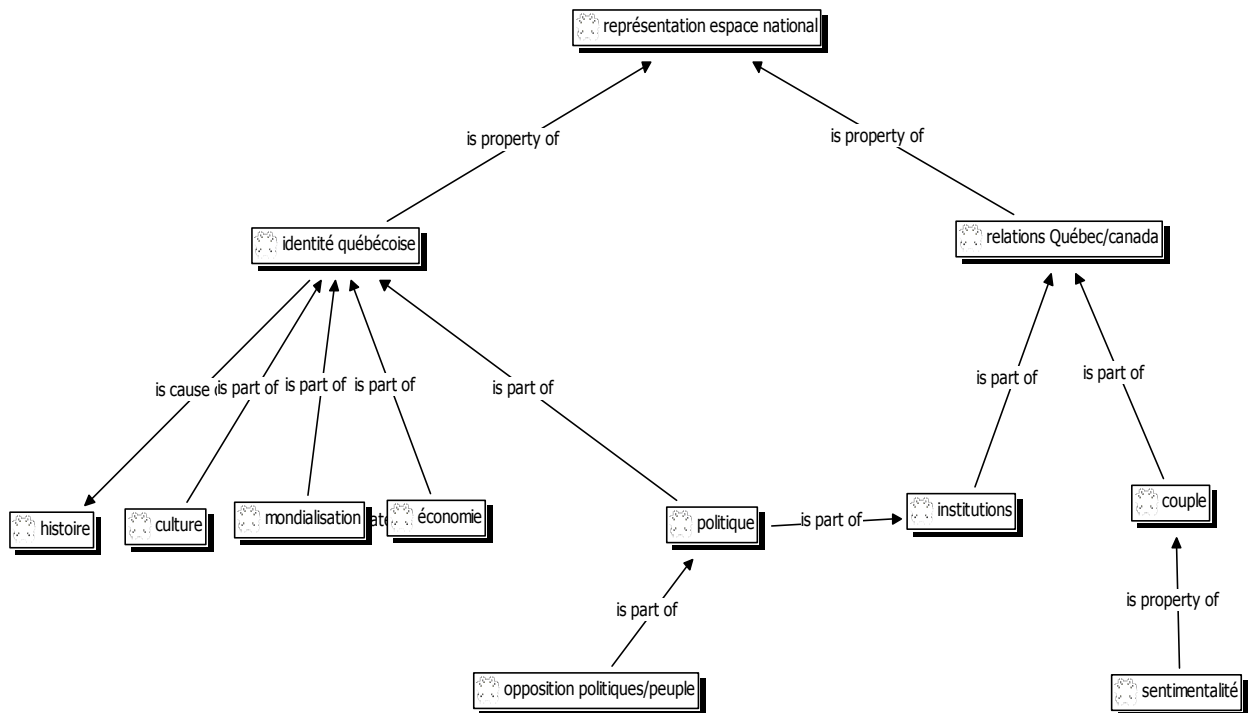 représentation espace national
is property of
is property of
identité québécoise
relations Québec/canada
is cause
is part of
is part of
is part of
is part of
is part of
is part of
histoire
culture
mondialisation
économie
politique
is part of
institutions
couple
is part of
is property of
opposition politiques/peuple
sentimentalité